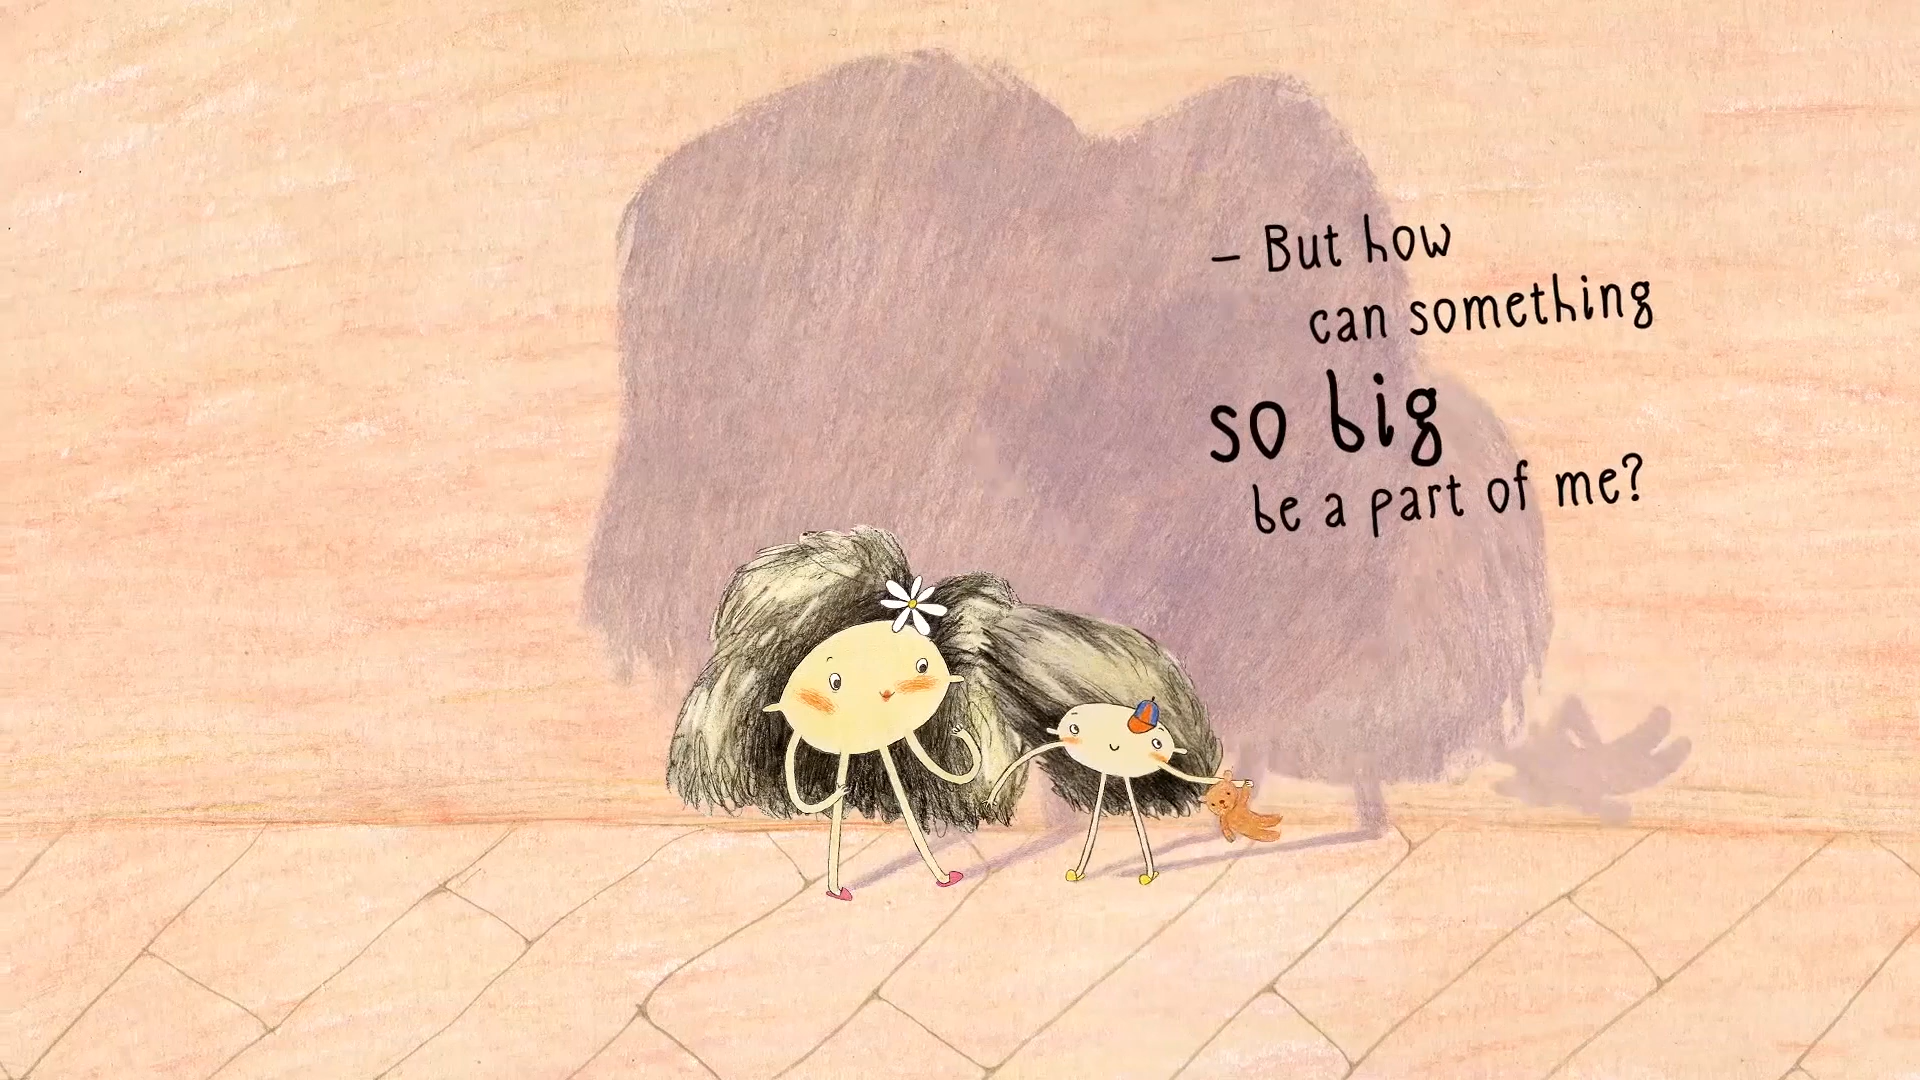 – But how
can something
so big
be a part of me?